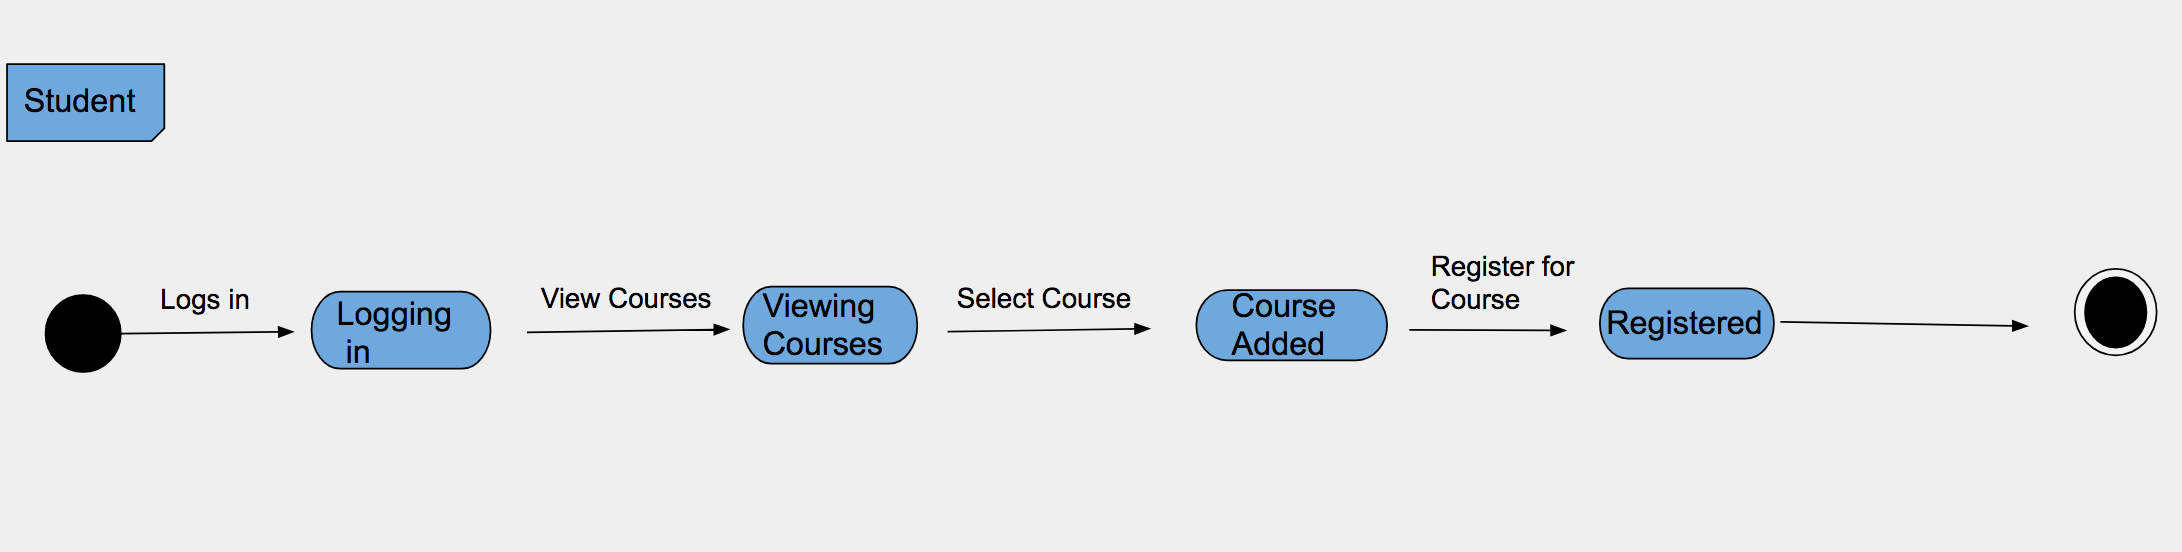 Student
Logs in
Logging
in
View Courses
Viewing
Courses
Select Course
Course
Added
Register for
Course
Registered